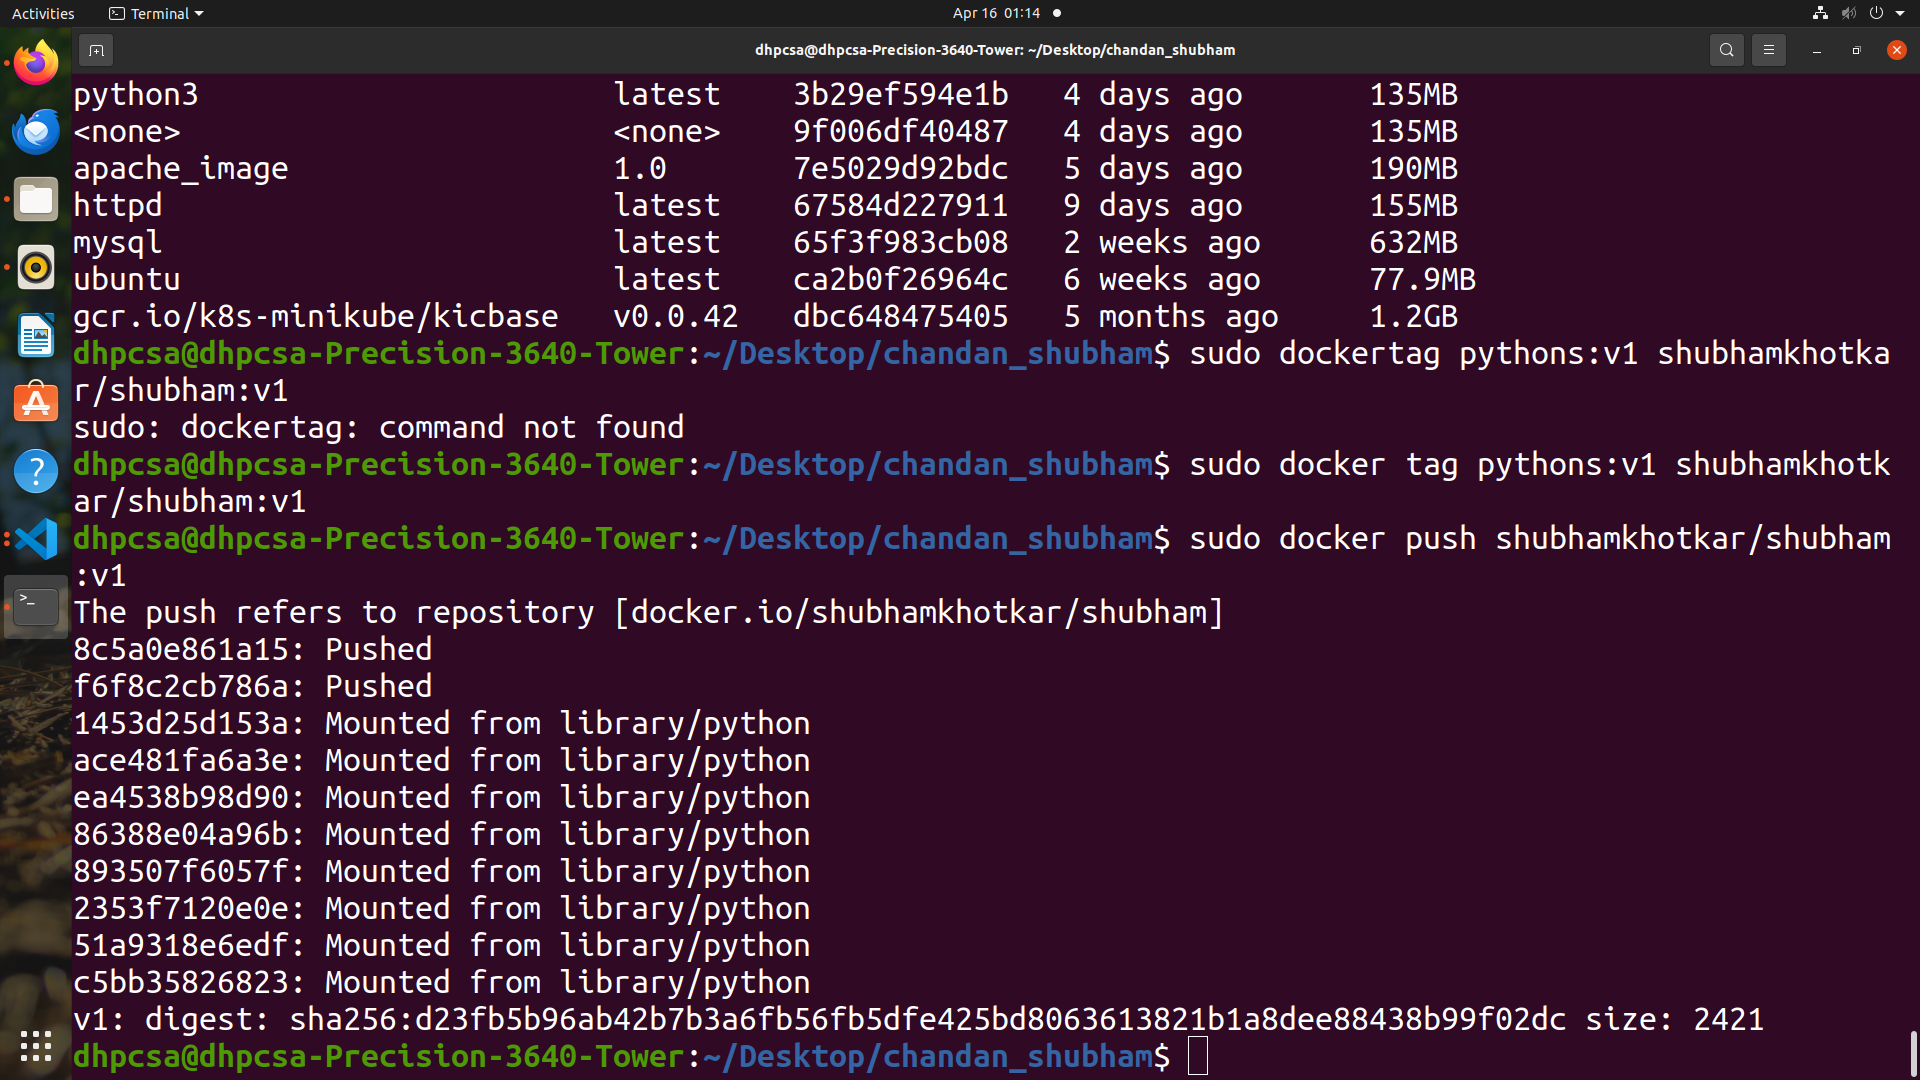 Activities Terminal Apr 16 01:14
dhpcsa@dhpcsa-Precision-3640-Tower: ~/Desktop/chandan_shubham
python3 latest 3b29ef594e1b 4 days ago 135MB
<none> <none> 9f006df40487 4 days ago 135MB
apache_image 1.0 7e5029d92bdc 5 days ago 190MB
httpd latest 67584d227911 9 days ago 155MB
mysql latest 65f3f983cb08 2 weeks ago 632MB
ubuntu latest ca2b0f26964c 6 weeks ago 77.9MB
gcr.io/k8s-minikube/kicbase v0.0.42 dbc648475405 5 months ago 1.2GB
dhpcsa@dhpcsa-Precision-3640-Tower:~/Desktop/chandan_shubham$ sudo dockertag pythons:v1 shubhamkhotka
r/shubham:v1
sudo: dockertag: command not found
dhpcsa@dhpcsa-Precision-3640-Tower:~/Desktop/chandan_shubham$ sudo docker tag pythons:v1 shubhamkhotk
ar/shubham:v1
dhpcsa@dhpcsa-Precision-3640-Tower:~/Desktop/chandan_shubham$ sudo docker push shubhamkhotkar/shubham
:v1
The push refers to repository [docker.io/shubhamkhotkar/shubham]
8c5a0e861a15: Pushed
f6f8c2cb786a: Pushed
1453d25d153a: Mounted from library/python
ace481fa6a3e: Mounted from library/python
ea4538b98d90: Mounted from library/python
86388e04a96b: Mounted from library/python
893507f6057f: Mounted from library/python
2353f7120e0e: Mounted from library/python
51a9318e6edf: Mounted from library/python
c5bb35826823: Mounted from library/python
v1: digest: sha256:d23fb5b96ab42b7b3a6fb56fb5dfe425bd8063613821b1a8dee88438b99f02dc size: 2421
dhpcsa@dhpcsa-Precision-3640-Tower:~/Desktop/chandan_shubham$